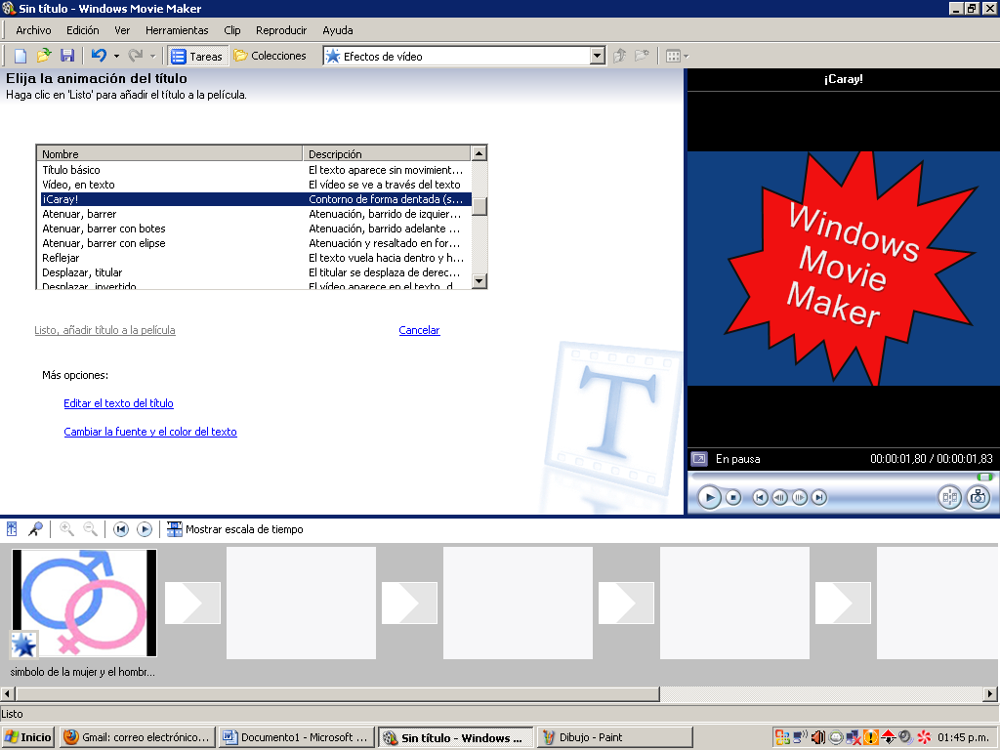 Sin título - Windows Movie Maker
Archivo Edición Ver Herramientas Clip Reproducir Ayuda
Tareas Colecciones Efectos de vídeo
Elija la animación del título
Haga clic en 'Listo' para añadir el título a la película.
Nombre Descripción
Título básico El texto aparece sin movimient...
Vídeo, en texto El vídeo se ve a través del texto
¡Caray! Contorno de forma dentada (s...
Atenuar, barrer Atenuación, barrido de izquier...
Atenuar, barrer con botes Atenuación, barrido adelante ...
Atenuar, barrer con elipse Atenuación y resaltado en for...
Reflejar El texto vuela hacia dentro y h...
Desplazar, titular El titular se desplaza de derec...
Desplazar, invertido El vídeo aparece en el texto, d...
Listo, añadir título a la película Cancelar
Más opciones:
Editar el texto del título
Cambiar la fuente y el color del texto
T
¡Caray!
Windows
Movie
Maker
En pausa 00:00:01,80 / 00:00:01,83
Mostrar escala de tiempo
simbolo de la mujer y el hombr...
Listo
Inicio Gmail: correo electrónico... Documento1 - Microsoft ... Sin título - Windows ... Dibujo - Paint 01:45 p.m.